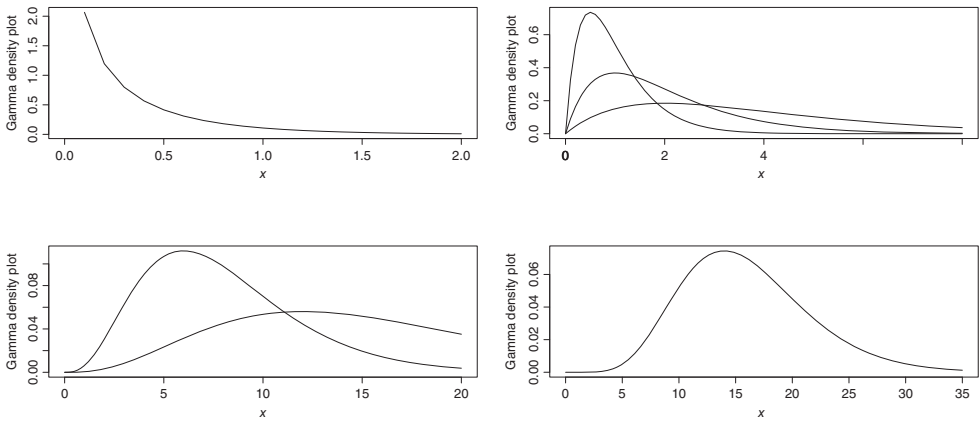 Gamma density plot
2.0
1.5
1.0
0.5
0.0
0.0 0.5 1.0 1.5 2.0
x
Gamma density plot
0.6
0.4
0.2
0.0
0 2 4
x
Gamma density plot
0.08
0.04
0.00
0 5 10 15 20
x
Gamma density plot
0.06
0.04
0.02
0.00
0 5 10 15 20 25 30 35
x